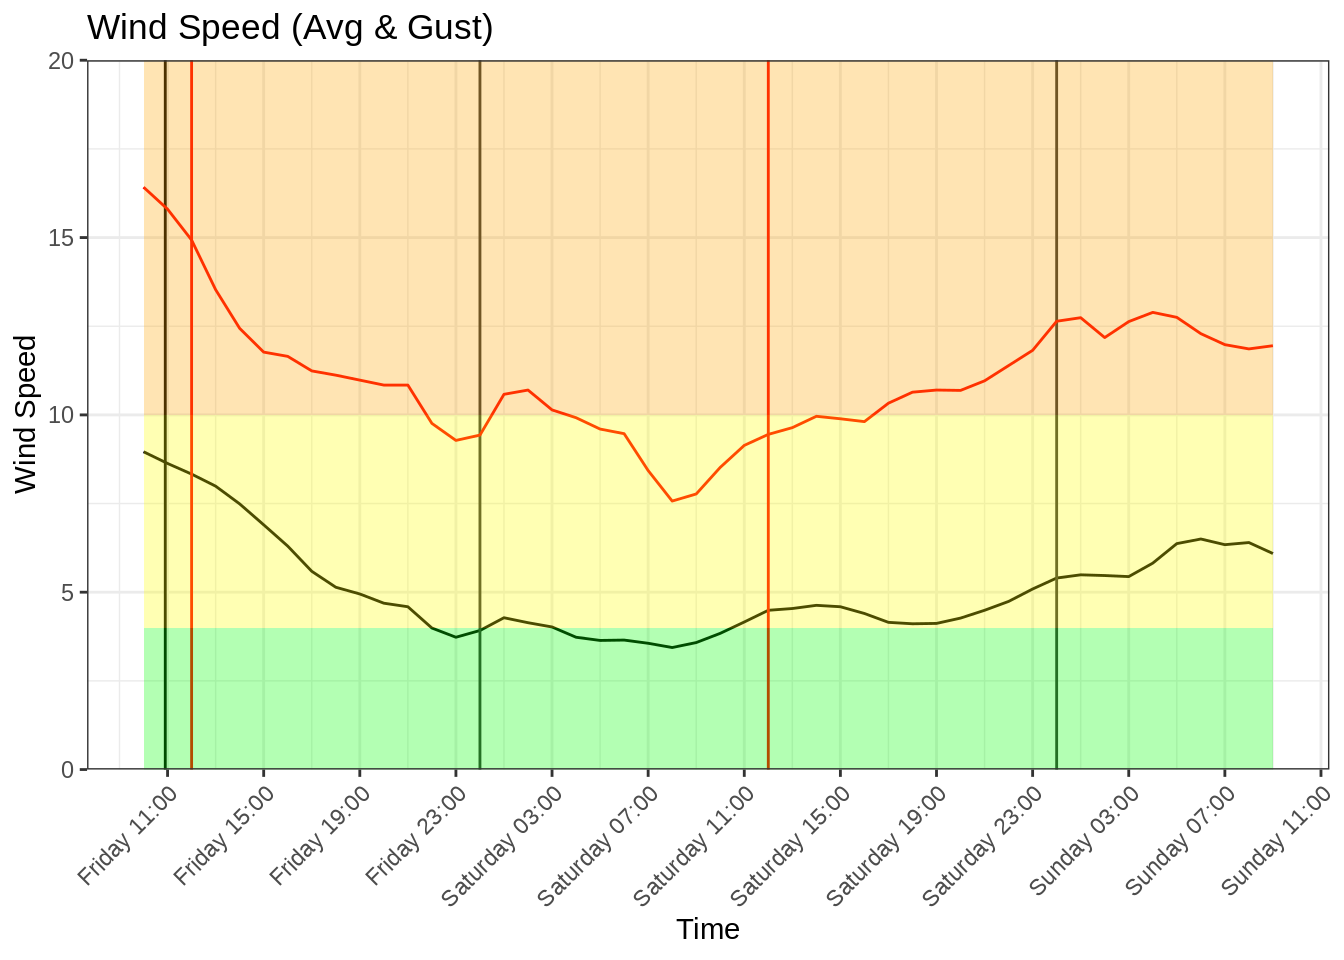 Wind Speed (Avg & Gust)
Wind Speed
20
15
10
5
0
Friday 11:00
Friday 15:00
Friday 19:00
Friday 23:00
Saturday 03:00
Saturday 07:00
Saturday 11:00
Saturday 15:00
Saturday 19:00
Saturday 23:00
Sunday 03:00
Sunday 07:00
Sunday 11:00
Time